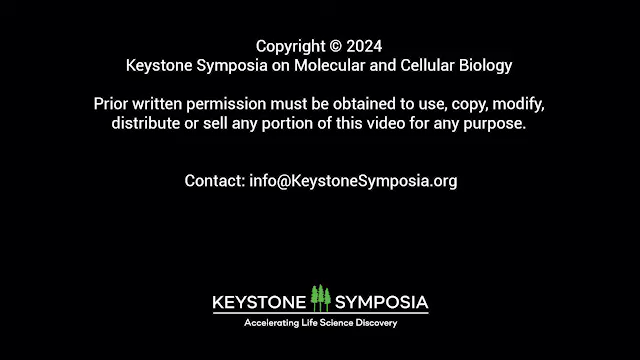 Copyright © 2024
Keystone Symposia on Molecular and Cellular Biology
Prior written permission must be obtained to use, copy, modify,
distribute or sell any portion of this video for any purpose.
Contact: info@KeystoneSymposia.org
KEYSTONE SYMPOSIA
Accelerating Life Science Discovery